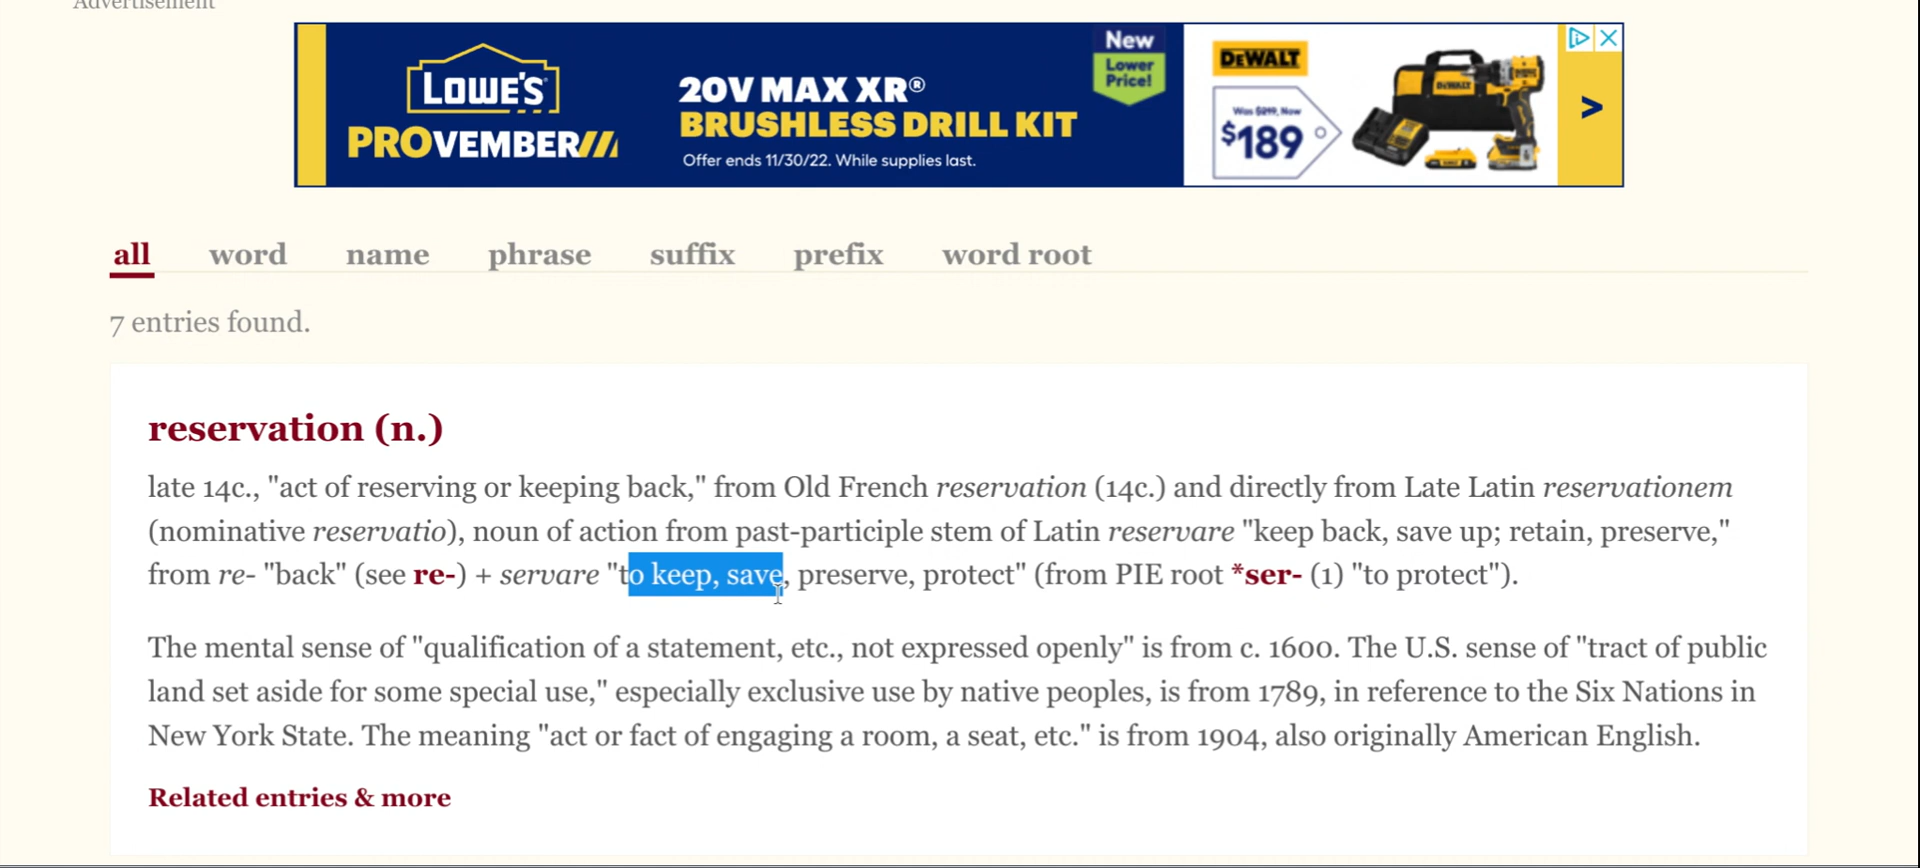 Advertisement
LOWE'S
PROVEMBER
20V MAX XR®
BRUSHLESS DRILL KIT
Offer ends 11/30/22. While supplies last.
New
Lower
Price!
DEWALT
Was $219, Now
$189
DEWALT
>
all word name phrase suffix prefix word root
7 entries found.
reservation (n.)
late 14c., "act of reserving or keeping back," from Old French reservation (14c.) and directly from Late Latin reservationem
(nominative reservatio), noun of action from past-participle stem of Latin reservare "keep back, save up; retain, preserve,"
from re- "back" (see re-) + servare "to keep, save, preserve, protect" (from PIE root *ser- (1) "to protect").
The mental sense of "qualification of a statement, etc., not expressed openly" is from c. 1600. The U.S. sense of "tract of public
land set aside for some special use," especially exclusive use by native peoples, is from 1789, in reference to the Six Nations in
New York State. The meaning "act or fact of engaging a room, a seat, etc." is from 1904, also originally American English.
Related entries & more